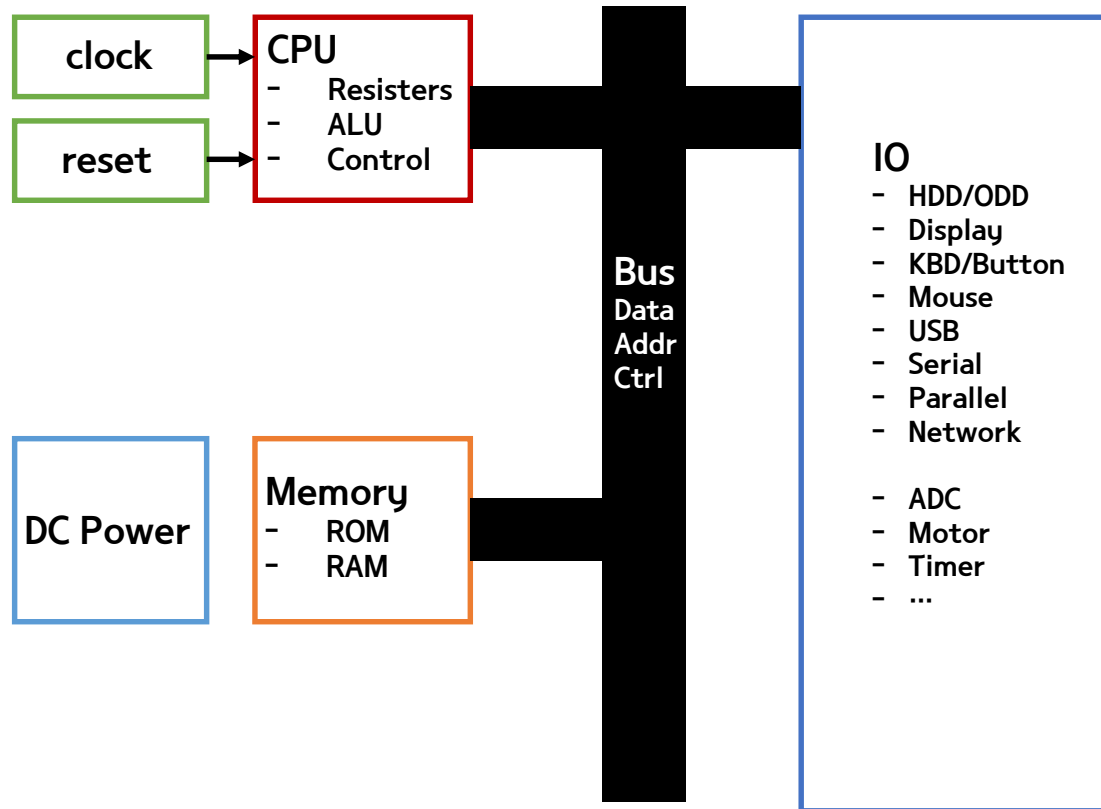 clock
reset
CPU
- Resisters
- ALU
- Control
DC Power
Memory
- ROM
- RAM
Bus
Data
Addr
Ctrl
IO
- HDD/ODD
- Display
- KBD/Button
- Mouse
- USB
- Serial
- Parallel
- Network
- ADC
- Motor
- Timer
- ...